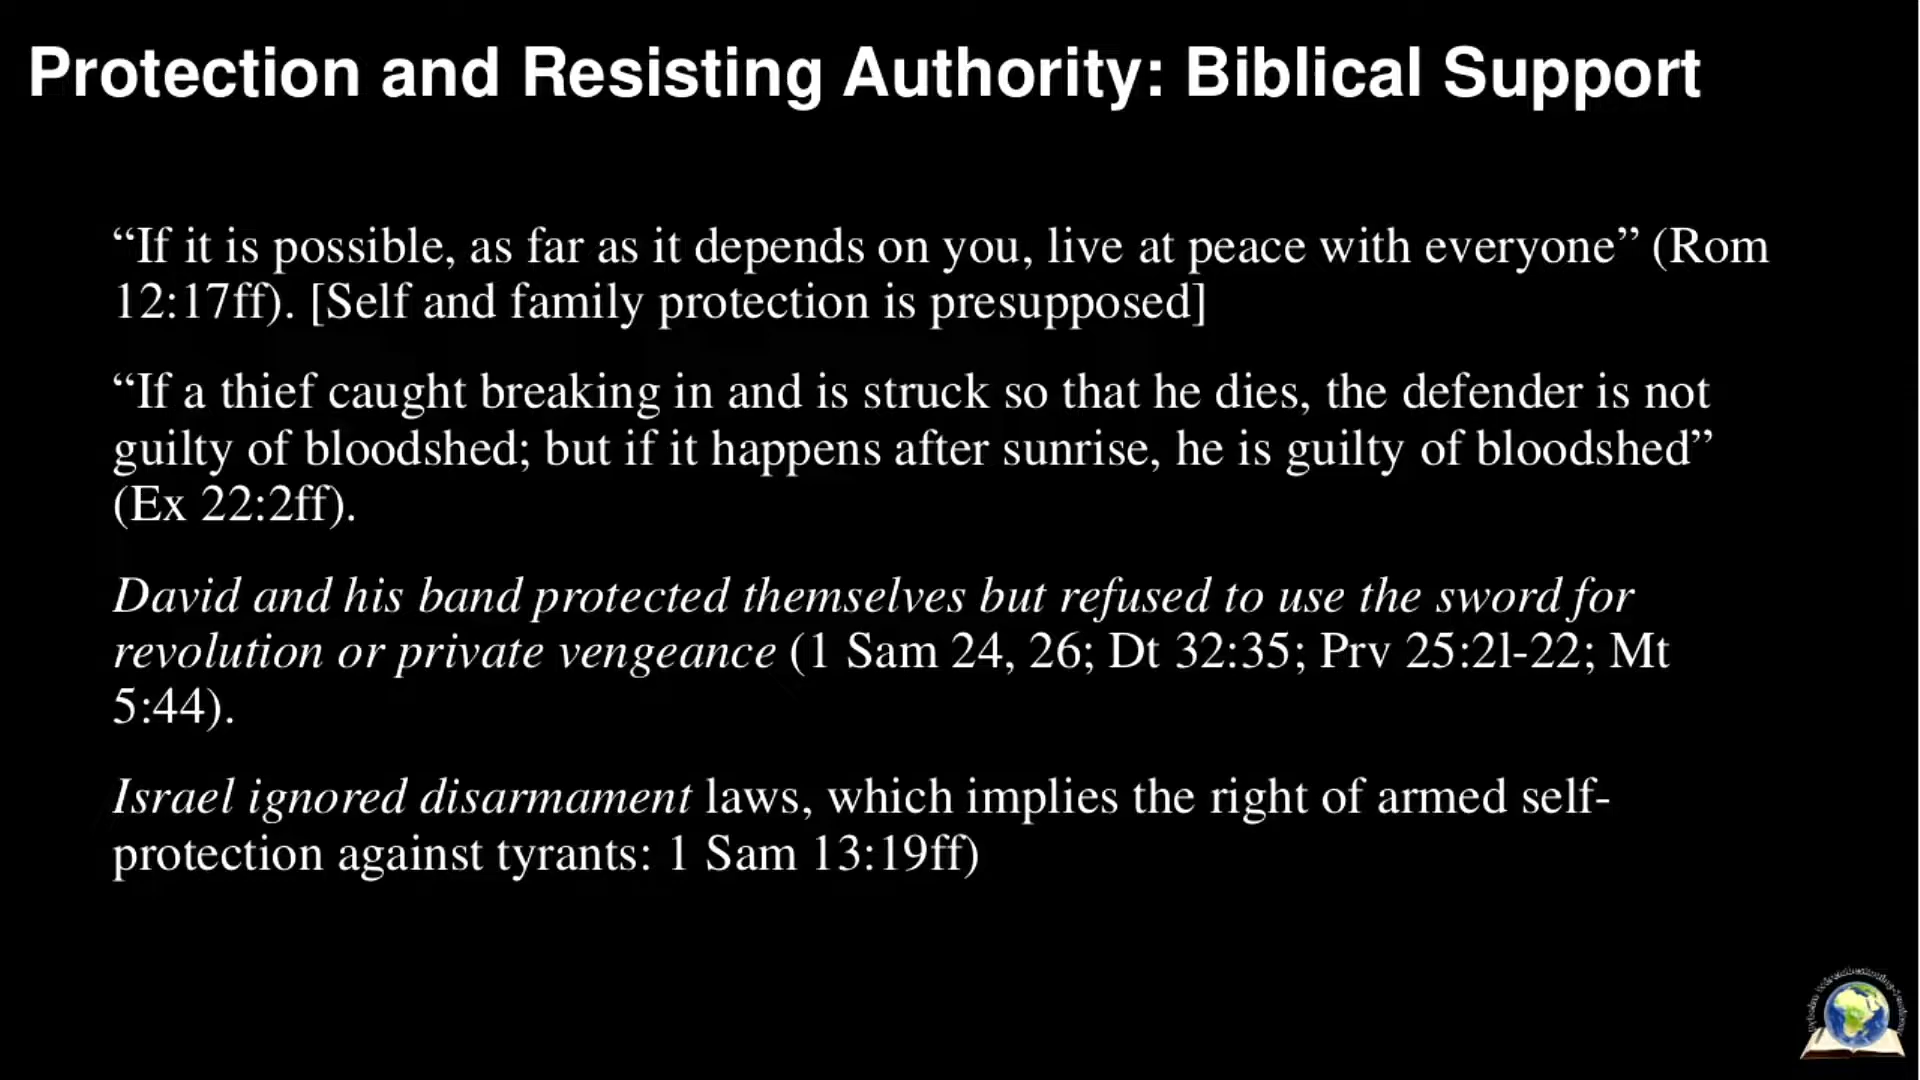 Protection and Resisting Authority: Biblical Support
“If it is possible, as far as it depends on you, live at peace with everyone” (Rom
12:17ff). [Self and family protection is presupposed]
“If a thief caught breaking in and is struck so that he dies, the defender is not
guilty of bloodshed; but if it happens after sunrise, he is guilty of bloodshed”
(Ex 22:2ff).
David and his band protected themselves but refused to use the sword for
revolution or private vengeance (1 Sam 24, 26; Dt 32:35; Prv 25:2l-22; Mt
5:44).
Israel ignored disarmament laws, which implies the right of armed self-
protection against tyrants: 1 Sam 13:19ff)